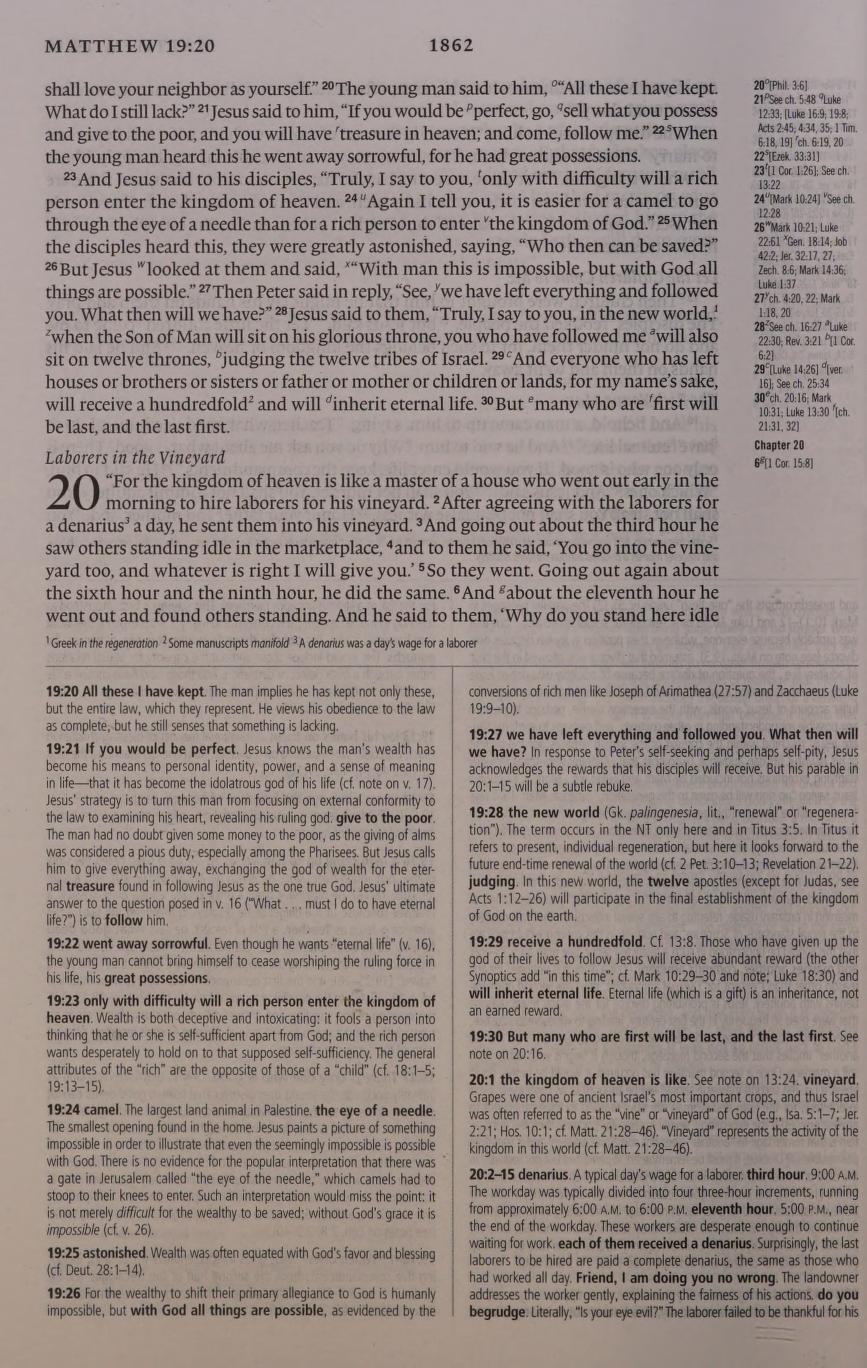 MATTHEW 19:20
1862
shall love your neighbor as yourself.” 20 The young man said to him, o“All these I have kept.
What do I still lack?” 21 Jesus said to him, “If you would be pperfect, go, qsell what you possess
and give to the poor, and you will have rtreasure in heaven; and come, follow me.” 22 sWhen
the young man heard this he went away sorrowful, for he had great possessions.
23 And Jesus said to his disciples, “Truly, I say to you, tonly with difficulty will a rich
person enter the kingdom of heaven. 24 uAgain I tell you, it is easier for a camel to go
through the eye of a needle than for a rich person to enter vthe kingdom of God.” 25 When
the disciples heard this, they were greatly astonished, saying, “Who then can be saved?”
26 But Jesus wlooked at them and said, x“With man this is impossible, but with God all
things are possible.” 27 Then Peter said in reply, “See, ywe have left everything and followed
you. What then will we have?” 28 Jesus said to them, “Truly, I say to you, in the new world,1
zwhen the Son of Man will sit on his glorious throne, you who have followed me awill also
sit on twelve thrones, bjudging the twelve tribes of Israel. 29 cAnd everyone who has left
houses or brothers or sisters or father or mother or children or lands, for my name’s sake,
will receive a hundredfold2 and will dinherit eternal life. 30 But emany who are ffirst will
be last, and the last first.
Laborers in the Vineyard
20 “For the kingdom of heaven is like a master of a house who went out early in the
morning to hire laborers for his vineyard. 2 After agreeing with the laborers for
a denarius3 a day, he sent them into his vineyard. 3 And going out about the third hour he
saw others standing idle in the marketplace, 4 and to them he said, ‘You go into the vine-
yard too, and whatever is right I will give you.’ 5 So they went. Going out again about
the sixth hour and the ninth hour, he did the same. 6 And gabout the eleventh hour he
went out and found others standing. And he said to them, ‘Why do you stand here idle
1 Greek in the regeneration 2 Some manuscripts manifold 3 A denarius was a day’s wage for a laborer
20 o[Phil. 3:6]
21 pSee ch. 5:48 qLuke
12:33; [Luke 16:9; 19:8;
Acts 2:45; 4:34, 35; 1 Tim.
6:18, 19] rch. 6:19, 20
22 s[Ezek. 33:31]
23 t[1 Cor. 1:26]; See ch.
13:22
24 u[Mark 10:24] vSee ch.
12:28
26 wMark 10:21; Luke
22:61 xGen. 18:14; Job
42:2; Jer. 32:17, 27;
Zech. 8:6; Mark 14:36;
Luke 1:37
27 ych. 4:20, 22; Mark
1:18, 20
28 zSee ch. 16:27 aLuke
22:30; Rev. 3:21 b[1 Cor.
6:2]
29 c[Luke 14:26] d[ver.
16]; See ch. 25:34
30 ech. 20:16; Mark
10:31; Luke 13:30 f[ch.
21:31, 32]
Chapter 20
6 g[1 Cor. 15:8]
19:20 All these I have kept. The man implies he has kept not only these,
but the entire law, which they represent. He views his obedience to the law
as complete, but he still senses that something is lacking.
19:21 If you would be perfect. Jesus knows the man’s wealth has
become his means to personal identity, power, and a sense of meaning
in life—that it has become the idolatrous god of his life (cf. note on v. 17).
Jesus’ strategy is to turn this man from focusing on external conformity to
the law to examining his heart, revealing his ruling god. give to the poor.
The man had no doubt given some money to the poor, as the giving of alms
was considered a pious duty, especially among the Pharisees. But Jesus calls
him to give everything away, exchanging the god of wealth for the eter-
nal treasure found in following Jesus as the one true God. Jesus’ ultimate
answer to the question posed in v. 16 (“What . . . must I do to have eternal
life?”) is to follow him.
19:22 went away sorrowful. Even though he wants “eternal life” (v. 16),
the young man cannot bring himself to cease worshiping the ruling force in
his life, his great possessions.
19:23 only with difficulty will a rich person enter the kingdom of
heaven. Wealth is both deceptive and intoxicating: it fools a person into
thinking that he or she is self-sufficient apart from God; and the rich person
wants desperately to hold on to that supposed self-sufficiency. The general
attributes of the “rich” are the opposite of those of a “child” (cf. 18:1–5;
19:13–15).
19:24 camel. The largest land animal in Palestine. the eye of a needle.
The smallest opening found in the home. Jesus paints a picture of something
impossible in order to illustrate that even the seemingly impossible is possible
with God. There is no evidence for the popular interpretation that there was
a gate in Jerusalem called “the eye of the needle,” which camels had to
stoop to their knees to enter. Such an interpretation would miss the point: it
is not merely difficult for the wealthy to be saved; without God’s grace it is
impossible (cf. v. 26).
19:25 astonished. Wealth was often equated with God’s favor and blessing
(cf. Deut. 28:1–14).
19:26 For the wealthy to shift their primary allegiance to God is humanly
impossible, but with God all things are possible, as evidenced by the
conversions of rich men like Joseph of Arimathea (27:57) and Zacchaeus (Luke
19:9–10).
19:27 we have left everything and followed you. What then will
we have? In response to Peter’s self-seeking and perhaps self-pity, Jesus
acknowledges the rewards that his disciples will receive. But his parable in
20:1–15 will be a subtle rebuke.
19:28 the new world (Gk. palingenesia, lit., “renewal” or “regenera-
tion”). The term occurs in the NT only here and in Titus 3:5. In Titus it
refers to present, individual regeneration, but here it looks forward to the
future end-time renewal of the world (cf. 2 Pet. 3:10–13; Revelation 21–22).
judging. In this new world, the twelve apostles (except for Judas, see
Acts 1:12–26) will participate in the final establishment of the kingdom
of God on the earth.
19:29 receive a hundredfold. Cf. 13:8. Those who have given up the
god of their lives to follow Jesus will receive abundant reward (the other
Synoptics add “in this time”; cf. Mark 10:29–30 and note; Luke 18:30) and
will inherit eternal life. Eternal life (which is a gift) is an inheritance, not
an earned reward.
19:30 But many who are first will be last, and the last first. See
note on 20:16.
20:1 the kingdom of heaven is like. See note on 13:24. vineyard.
Grapes were one of ancient Israel’s most important crops, and thus Israel
was often referred to as the “vine” or “vineyard” of God (e.g., Isa. 5:1–7; Jer.
2:21; Hos. 10:1; cf. Matt. 21:28–46). “Vineyard” represents the activity of the
kingdom in this world (cf. Matt. 21:28–46).
20:2–15 denarius. A typical day’s wage for a laborer. third hour. 9:00 A.M.
The workday was typically divided into four three-hour increments, running
from approximately 6:00 A.M. to 6:00 P.M. eleventh hour. 5:00 P.M., near
the end of the workday. These workers are desperate enough to continue
waiting for work. each of them received a denarius. Surprisingly, the last
laborers to be hired are paid a complete denarius, the same as those who
had worked all day. Friend, I am doing you no wrong. The landowner
addresses the worker gently, explaining the fairness of his actions. do you
begrudge. Literally, “Is your eye evil?” The laborer failed to be thankful for his